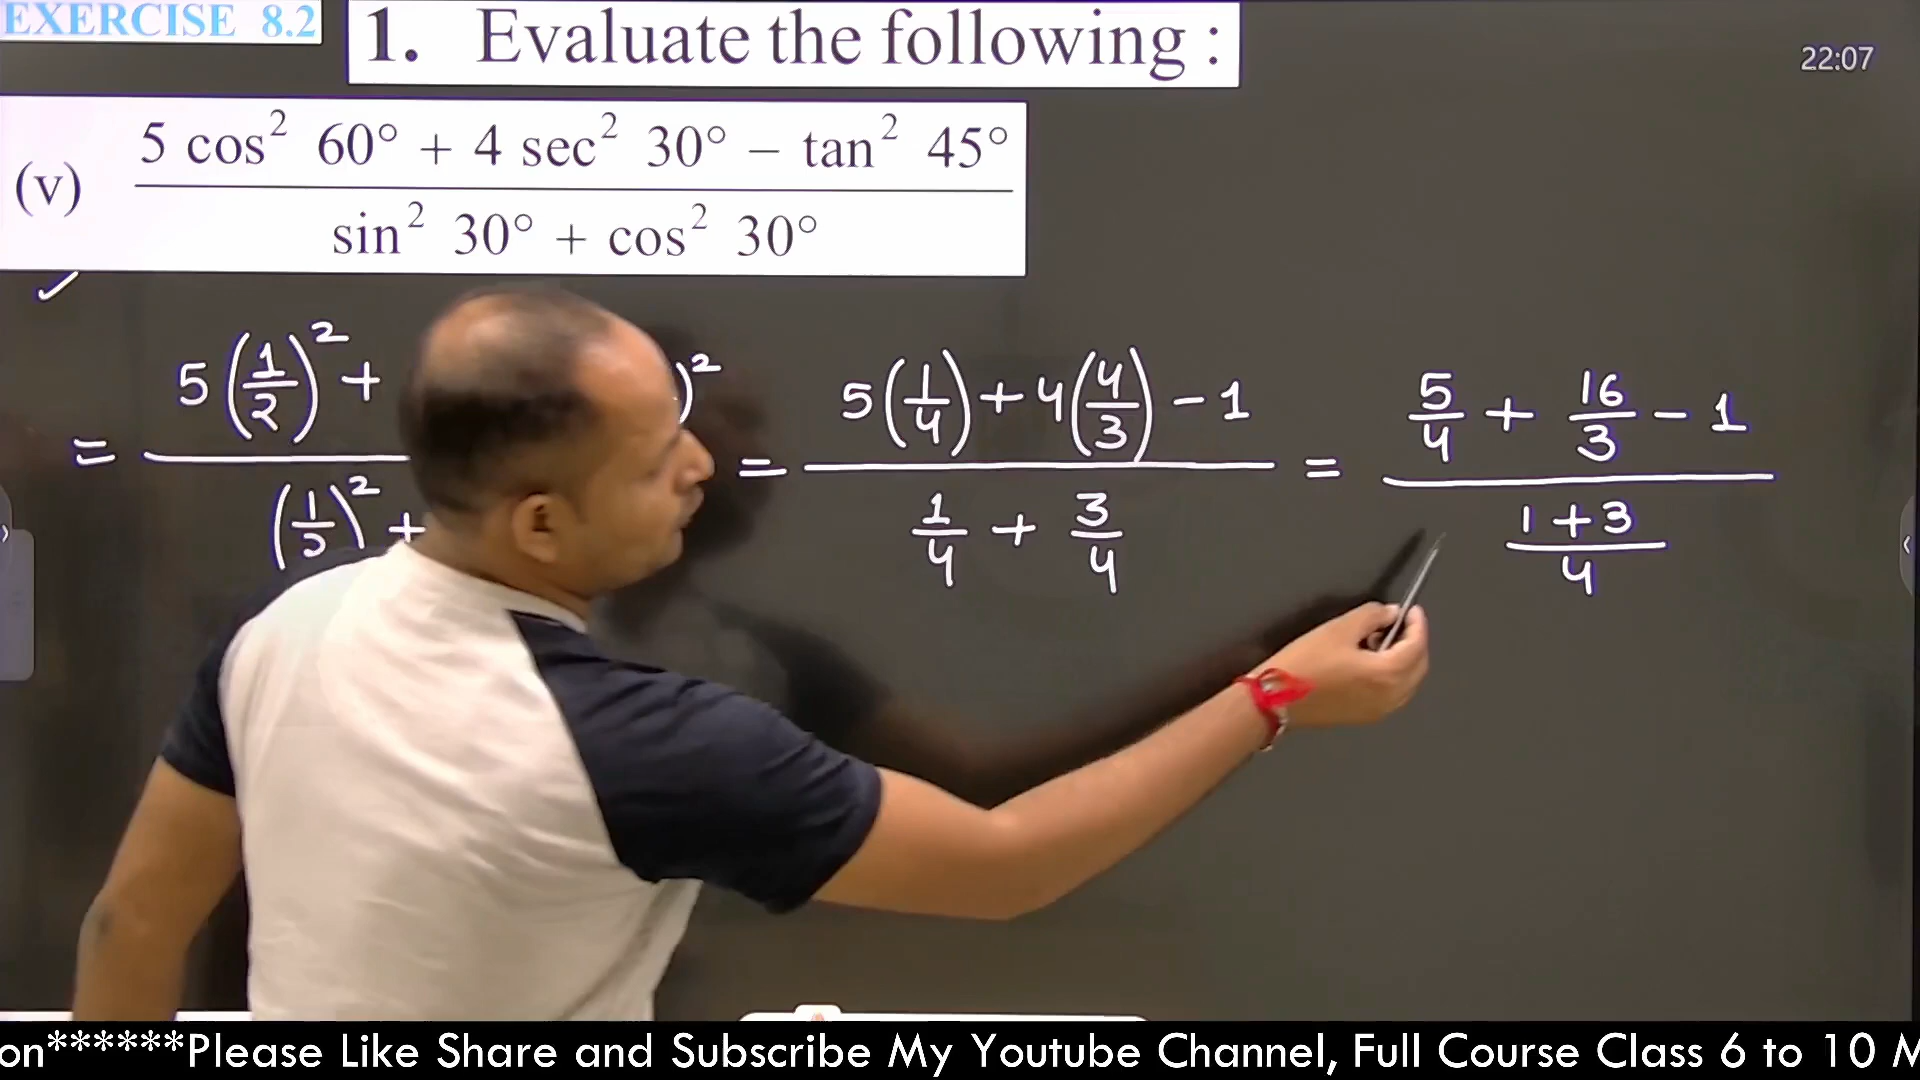 EXERCISE 8.2
1. Evaluate the following :
22:07
(v) (5 cos² 60° + 4 sec² 30° – tan² 45°) / (sin² 30° + cos² 30°)
= 5(1/2)² + )² / (1/2)² +
= 5(1/4) + 4(4/3) - 1 / 1/4 + 3/4
= 5/4 + 16/3 - 1 / (1+3)/4
on******Please Like Share and Subscribe My Youtube Channel, Full Course Class 6 to 10 M